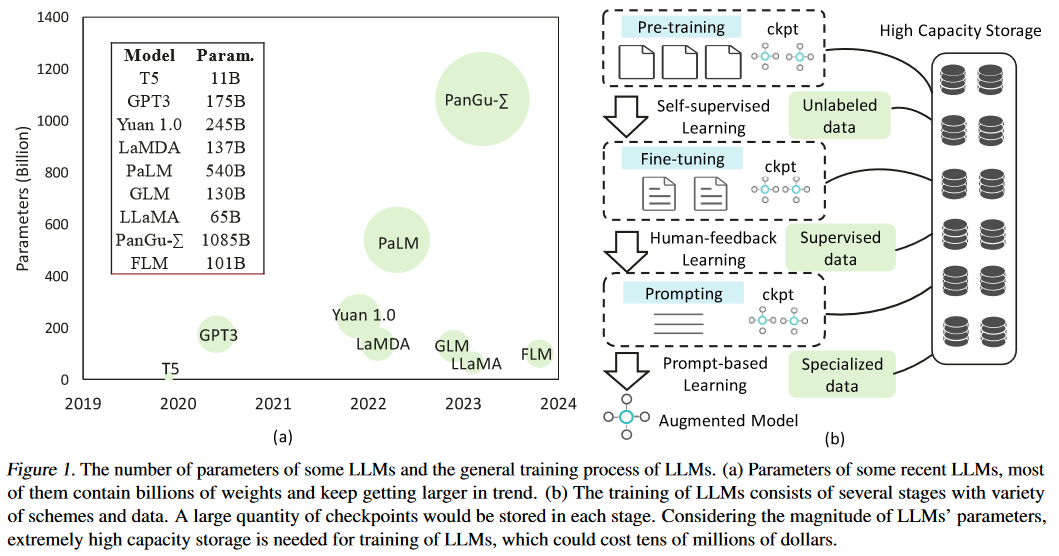 1400
1200
1000
800
600
400
200
0
Parameters (Billion)
Model Param.
T5 11B
GPT3 175B
Yuan 1.0 245B
LaMDA 137B
PaLM 540B
GLM 130B
LLaMA 65B
PanGu-∑ 1085B
FLM 101B
PanGu-∑
PaLM
Yuan 1.0
GPT3
LaMDA
GLM
LLaMA
FLM
T5
2019 2020 2021 2022 2023 2024
(a)
Pre-training
ckpt
High Capacity Storage
Self-supervised
Learning
Unlabeled
data
Fine-tuning
ckpt
Human-feedback
Learning
Supervised
data
Prompting
ckpt
Prompt-based
Learning
Specialized
data
Augmented Model
(b)
Figure 1. The number of parameters of some LLMs and the general training process of LLMs. (a) Parameters of some recent LLMs, most
of them contain billions of weights and keep getting larger in trend. (b) The training of LLMs consists of several stages with variety
of schemes and data. A large quantity of checkpoints would be stored in each stage. Considering the magnitude of LLMs' parameters,
extremely high capacity storage is needed for training of LLMs, which could cost tens of millions of dollars.